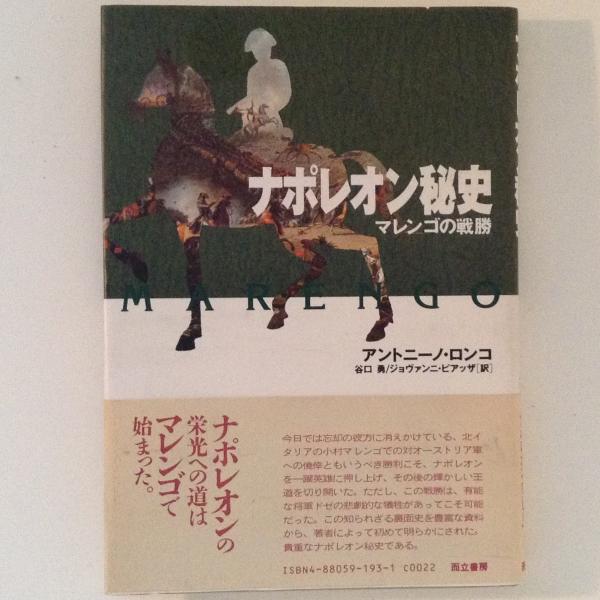 ナポレオン秘史
マレンゴの戦勝
MARENGO
アントニーノ・ロンコ
谷口 勇/ジョヴァンニ・ピアッザ[訳]
ナポレオンの
栄光への道は
マレンゴで
始まった。
今日では忘却の彼方に消えかけている、北イ
タリアの小村マレンゴでの対オーストリア軍
への僥倖ともいうべき勝利こそ、ナポレオン
を一躍英雄に押し上げ、その後の輝かしい王
道を切り開いた。ただし、この戦勝は、有能
な将軍ドゼの悲劇的な犠牲があってこそ可能
だった。この知られざる裏面史を豊富な資料
から、著者によって初めて明らかにされた。
貴重なナポレオン秘史である。
ISBN4-88059-193-1 C0022 而立書房